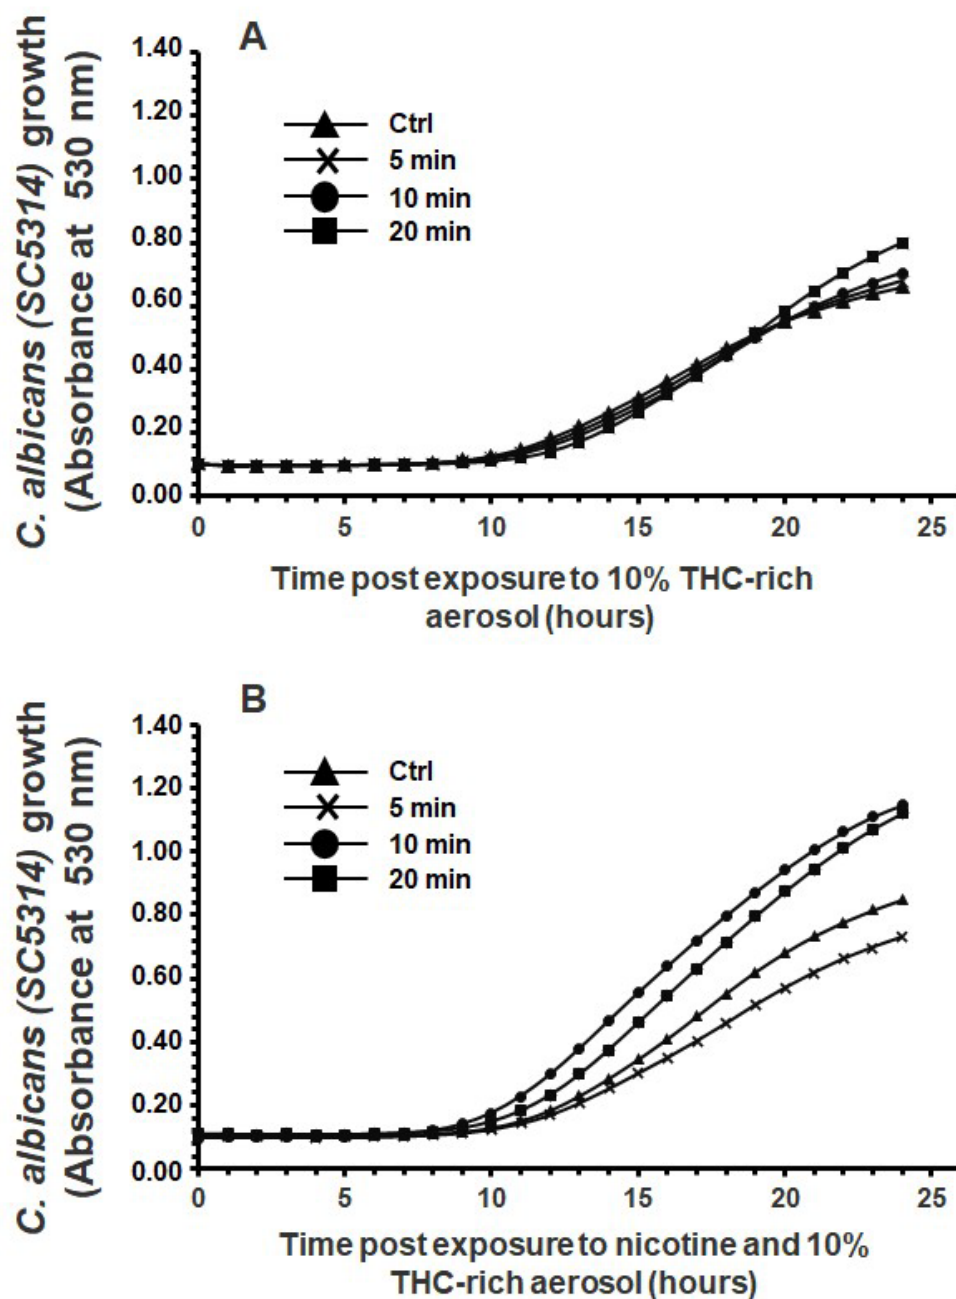 A
C. albicans (SC5314) growth
(Absorbance at 530 nm)
1.40
1.20
1.00
0.80
0.60
0.40
0.20
0.00
Ctrl
5 min
10 min
20 min
0 5 10 15 20 25
Time post exposure to 10% THC-rich
aerosol (hours)
B
C. albicans (SC5314) growth
(Absorbance at 530 nm)
1.40
1.20
1.00
0.80
0.60
0.40
0.20
0.00
Ctrl
5 min
10 min
20 min
0 5 10 15 20 25
Time post exposure to nicotine and 10%
THC-rich aerosol (hours)